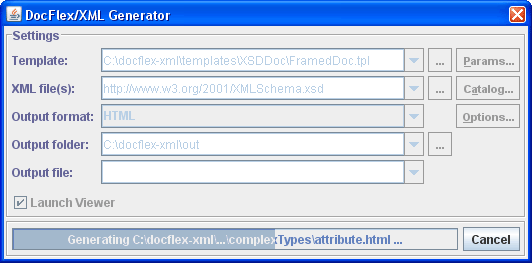 DocFlex/XML Generator
Settings
Template: C:\docflex-xml\templates\XSDDoc\FramedDoc.tpl ... Params...
XML file(s): http://www.w3.org/2001/XMLSchema.xsd ... Catalog...
Output format: HTML Options...
Output folder: C:\docflex-xml\out ...
Output file:
Launch Viewer
Generating C:\docflex-xml\...\complexTypes\attribute.html ... Cancel